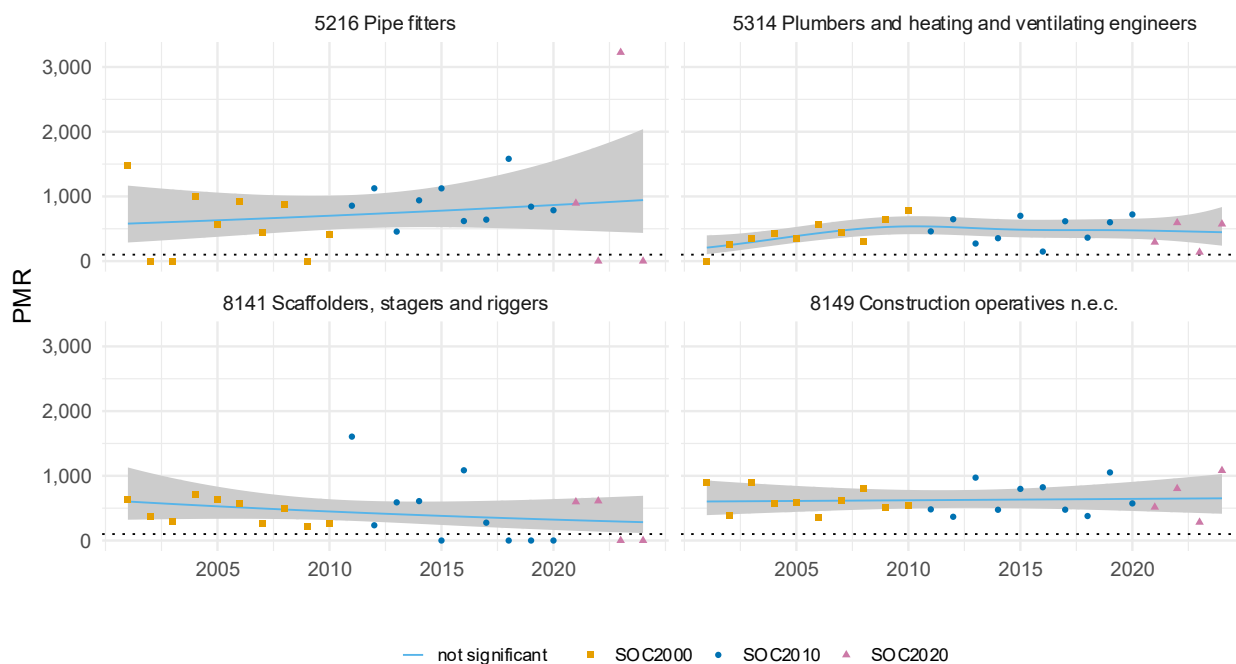 5216 Pipe fitters
5314 Plumbers and heating and ventilating engineers
3,000
2,000
1,000
0
8141 Scaffolders, stagers and riggers
8149 Construction operatives n.e.c.
PMR
3,000
2,000
1,000
0
2005 2010 2015 2020
2005 2010 2015 2020
not significant SOC2000 SOC2010 SOC2020